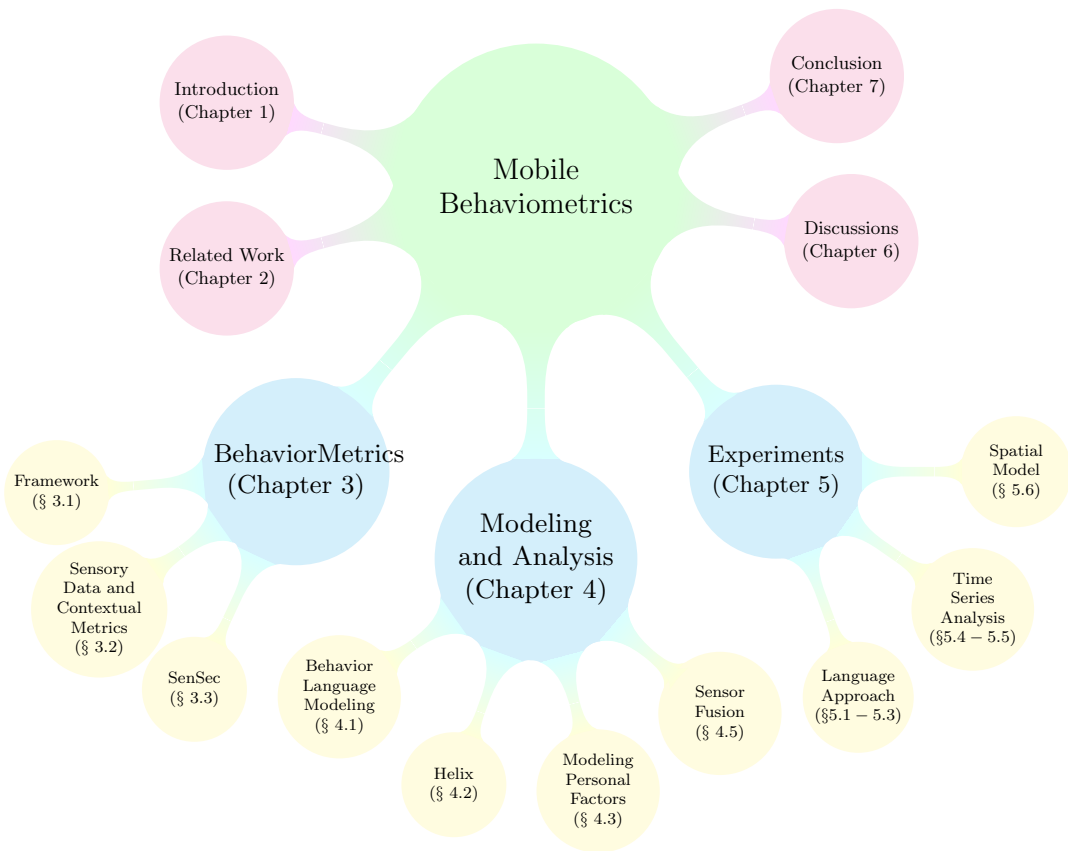 Introduction
(Chapter 1)
Conclusion
(Chapter 7)
Mobile
Behaviometrics
Related Work
(Chapter 2)
Discussions
(Chapter 6)
BehaviorMetrics
(Chapter 3)
Modeling
and Analysis
(Chapter 4)
Experiments
(Chapter 5)
Framework
(§ 3.1)
Sensory
Data and
Contextual
Metrics
(§ 3.2)
SenSec
(§ 3.3)
Behavior
Language
Modeling
(§ 4.1)
Helix
(§ 4.2)
Modeling
Personal
Factors
(§ 4.3)
Sensor
Fusion
(§ 4.5)
Language
Approach
(§5.1 − 5.3)
Time
Series
Analysis
(§5.4 − 5.5)
Spatial
Model
(§ 5.6)